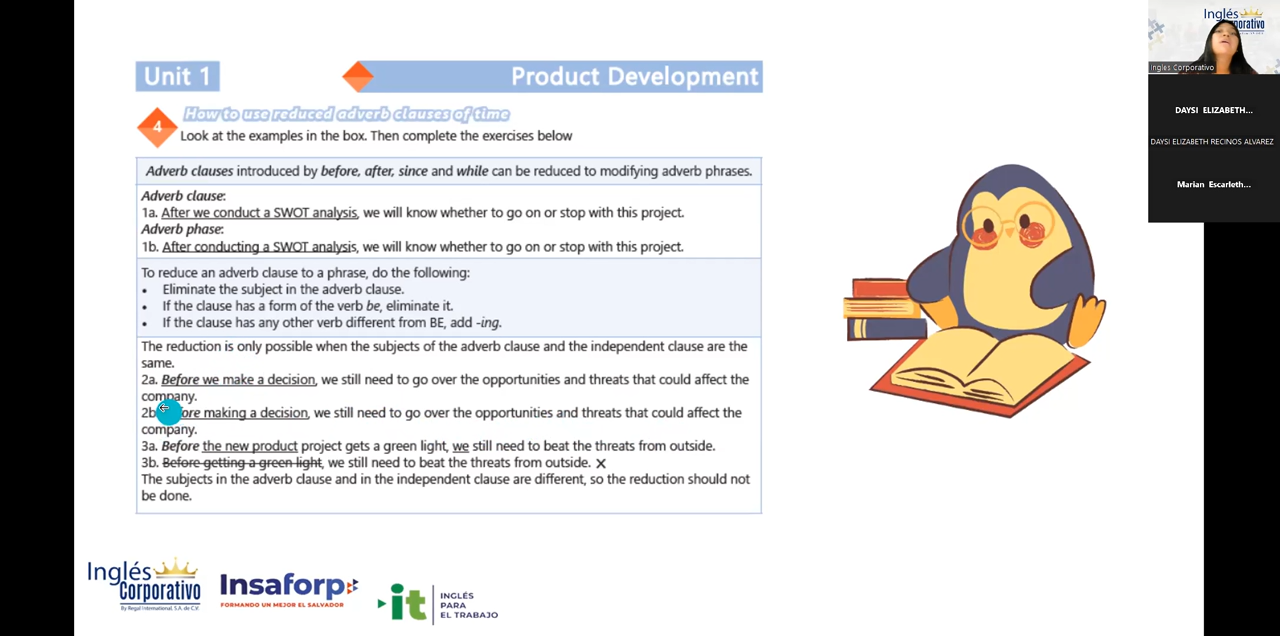 Unit 1
Product Development
4
How to use reduced adverb clauses of time
Look at the examples in the box. Then complete the exercises below
Adverb clauses introduced by before, after, since and while can be reduced to modifying adverb phrases.
Adverb clause:
1a. After we conduct a SWOT analysis, we will know whether to go on or stop with this project.
Adverb phase:
1b. After conducting a SWOT analysis, we will know whether to go on or stop with this project.
To reduce an adverb clause to a phrase, do the following:
• Eliminate the subject in the adverb clause.
• If the clause has a form of the verb be, eliminate it.
• If the clause has any other verb different from BE, add -ing.
The reduction is only possible when the subjects of the adverb clause and the independent clause are the
same.
2a. Before we make a decision, we still need to go over the opportunities and threats that could affect the
company.
2b making a decision, we still need to go over the opportunities and threats that could affect the
company.
3a. Before the new product project gets a green light, we still need to beat the threats from outside.
3b. Before getting a green light, we still need to beat the threats from outside. X
The subjects in the adverb clause and in the independent clause are different, so the reduction should not
be done.
Inglés
Corporativo
By Regal International, S.A. de C.V.
Insaforp
FORMANDO UN MEJOR EL SALVADOR
it
INGLÉS
PARA
EL TRABAJO
Inglés
Ingles Corporativo
DAYSI ELIZABETH...
DAYSI ELIZABETH RECINOS ALVAREZ
Marian Escarleth...